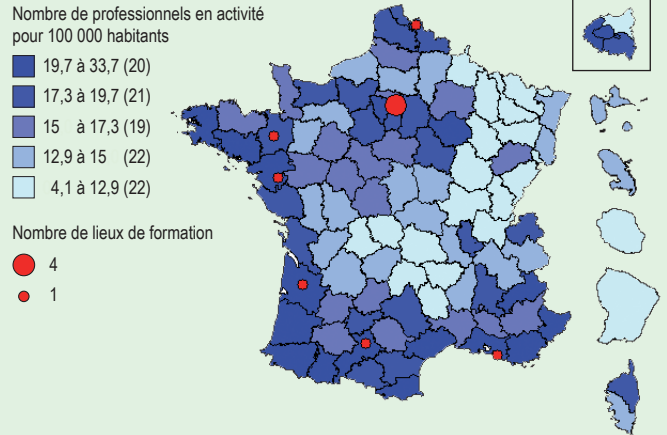 Nombre de professionnels en activité
pour 100 000 habitants
19,7 à 33,7 (20)
17,3 à 19,7 (21)
15 à 17,3 (19)
12,9 à 15 (22)
4,1 à 12,9 (22)
Nombre de lieux de formation
4
1